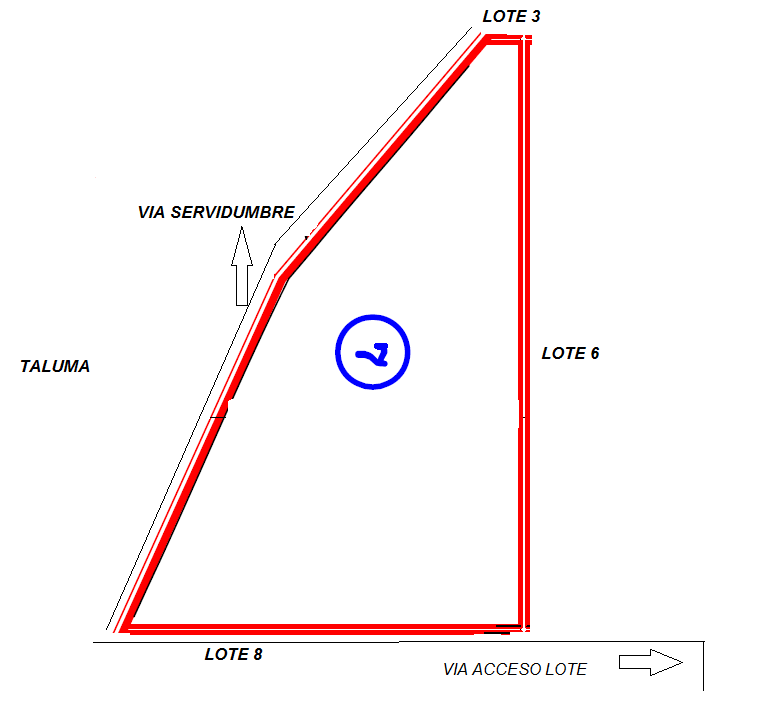 LOTE 3
VIA SERVIDUMBRE
LOTE 6
TALUMA
LOTE 8
VIA ACCESO LOTE